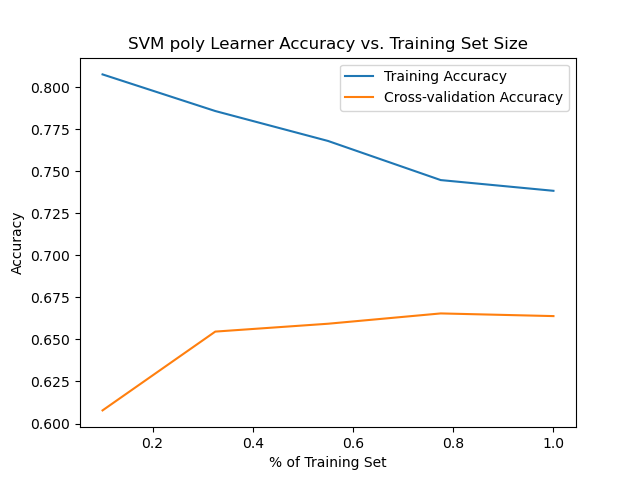 SVM poly Learner Accuracy vs. Training Set Size
Training Accuracy
Cross-validation Accuracy
Accuracy
0.800
0.775
0.750
0.725
0.700
0.675
0.650
0.625
0.600
0.2
0.4
0.6
0.8
1.0
% of Training Set